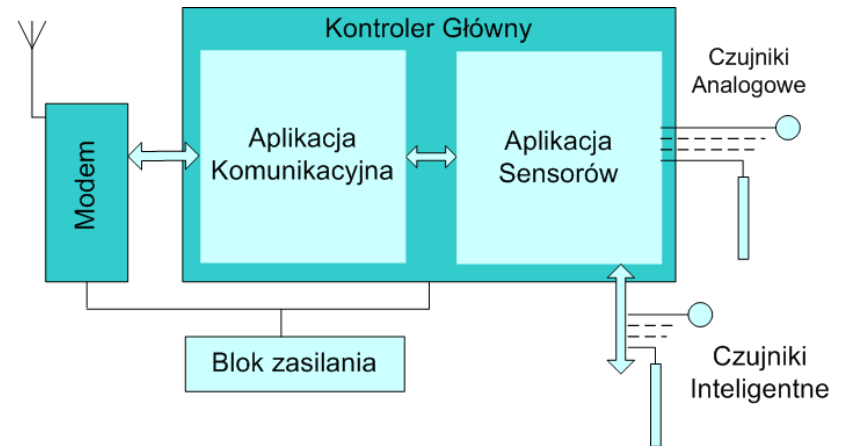 Kontroler Główny
Czujniki
Analogowe
Modem
Aplikacja
Komunikacyjna
Aplikacja
Sensorów
Blok zasilania
Czujniki
Inteligentne